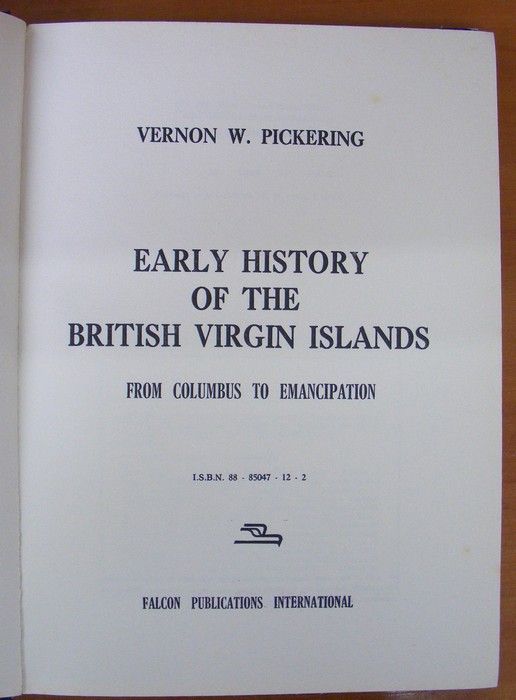 VERNON W. PICKERING
EARLY HISTORY
OF THE
BRITISH VIRGIN ISLANDS
FROM COLUMBUS TO EMANCIPATION
I.S.B.N. 88 - 85047 - 12 - 2
FALCON PUBLICATIONS INTERNATIONAL